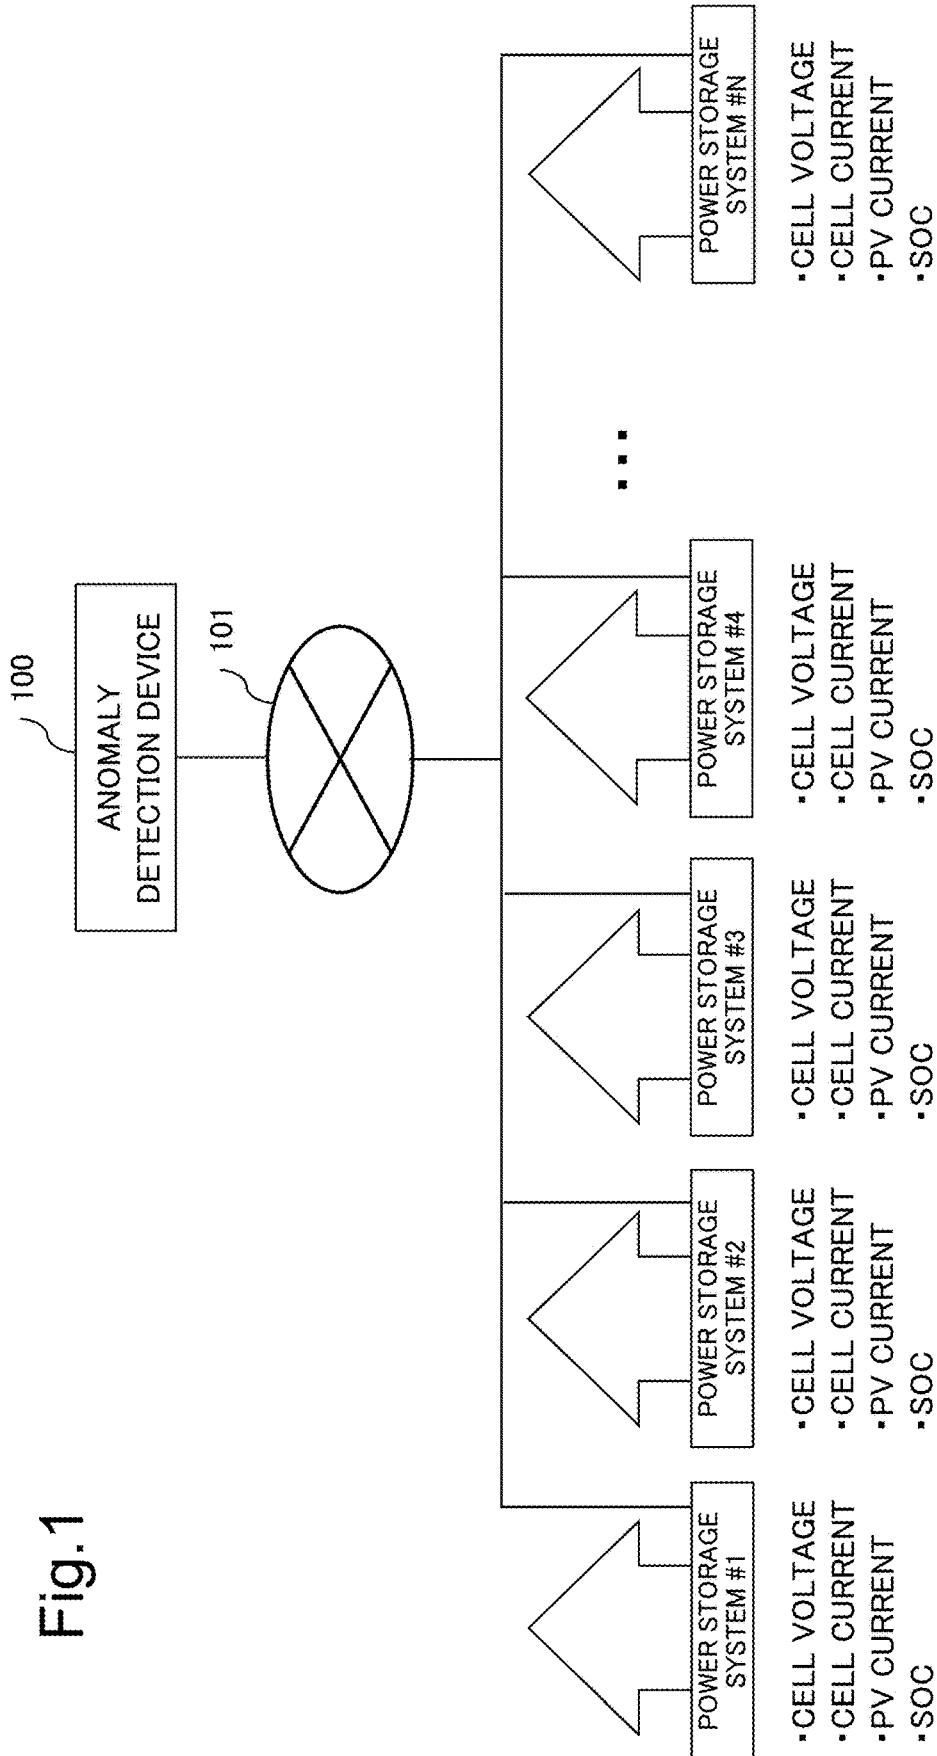 Fig.1
100
ANOMALY
DETECTION DEVICE
101
POWER STORAGE
SYSTEM #1
▪CELL VOLTAGE
▪CELL CURRENT
▪PV CURRENT
▪SOC
POWER STORAGE
SYSTEM #2
▪CELL VOLTAGE
▪CELL CURRENT
▪PV CURRENT
▪SOC
POWER STORAGE
SYSTEM #3
▪CELL VOLTAGE
▪CELL CURRENT
▪PV CURRENT
▪SOC
POWER STORAGE
SYSTEM #4
▪CELL VOLTAGE
▪CELL CURRENT
▪PV CURRENT
▪SOC
...
POWER STORAGE
SYSTEM #N
▪CELL VOLTAGE
▪CELL CURRENT
▪PV CURRENT
▪SOC